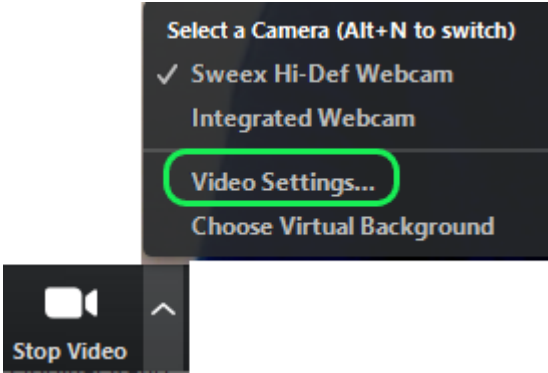 Select a Camera (Alt+N to switch)
✓ Sweex Hi-Def Webcam
Integrated Webcam
Video Settings...
Choose Virtual Background
Stop Video